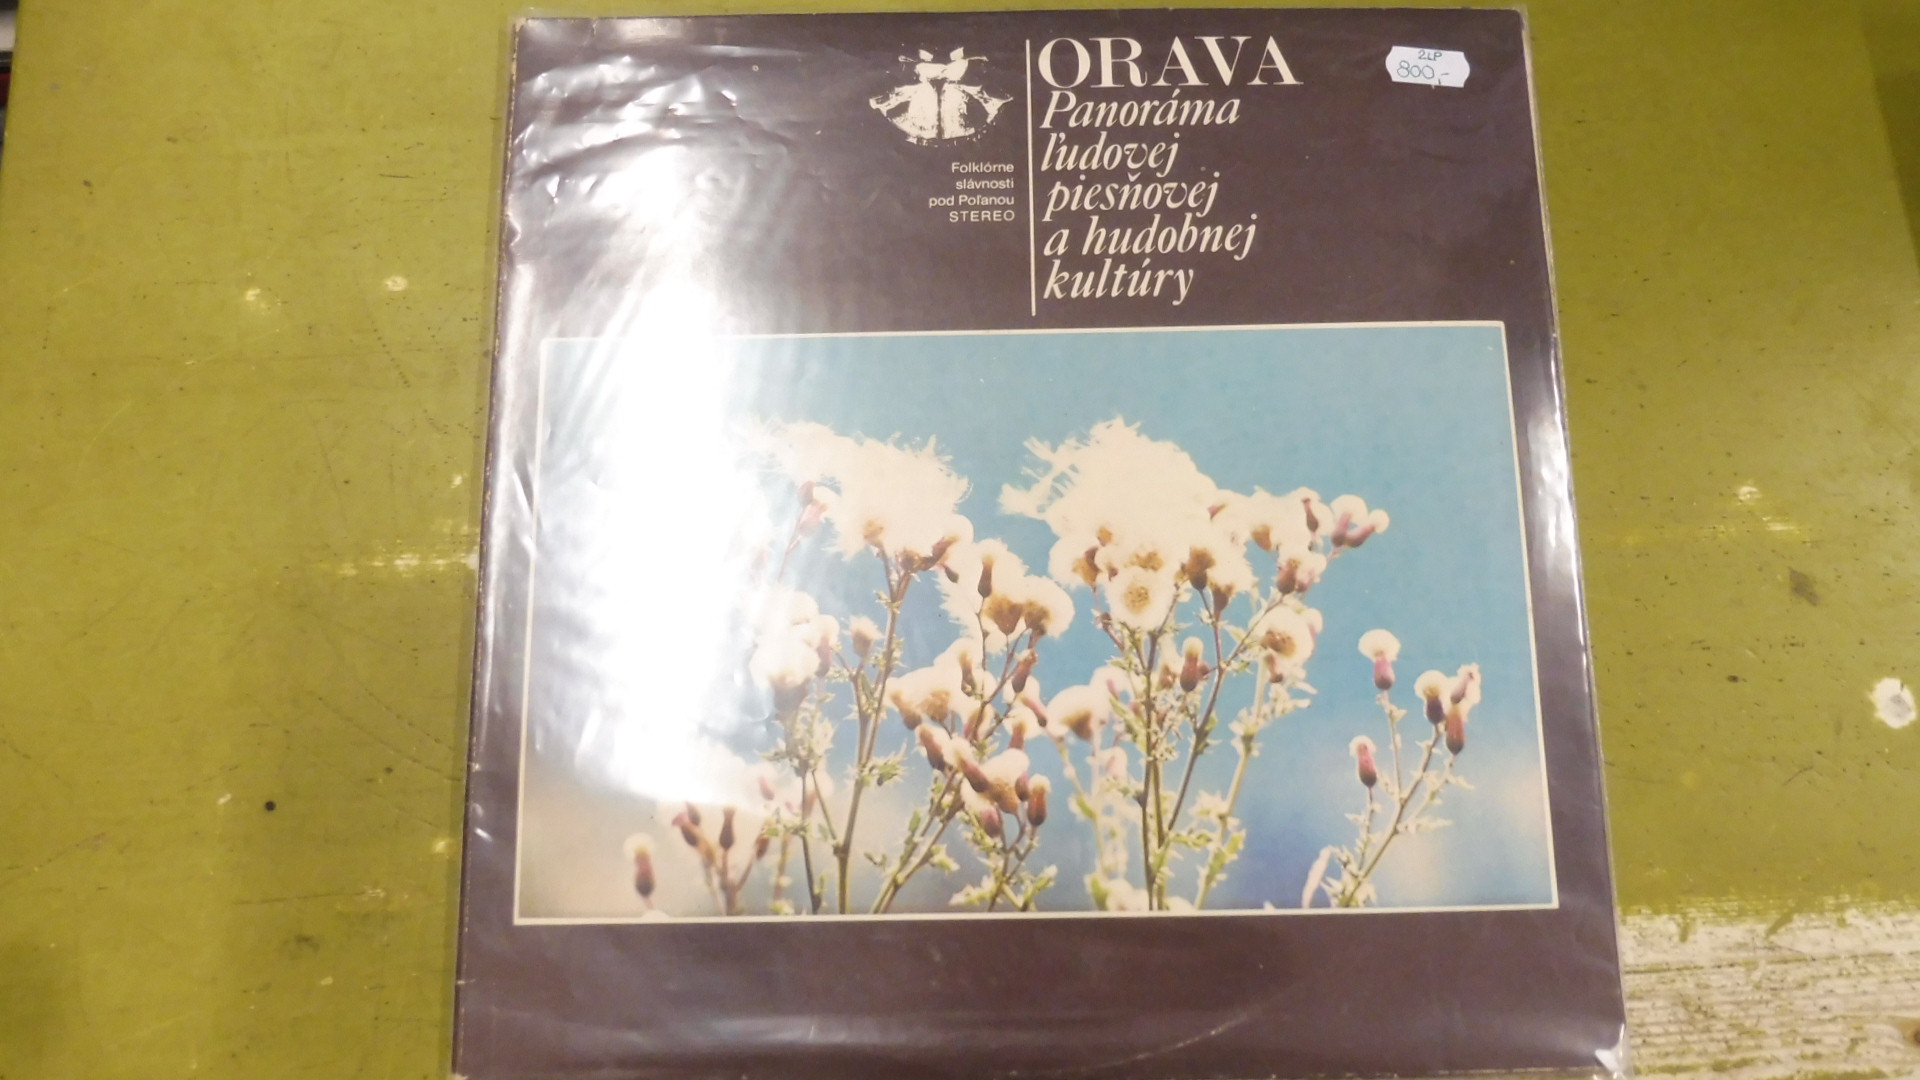 ORAVA
Panoráma
ľudovej
piesňovej
a hudobnej
kultúry
Folklórne
slávnosti
pod Poľanou
STEREO
2LP
800,-